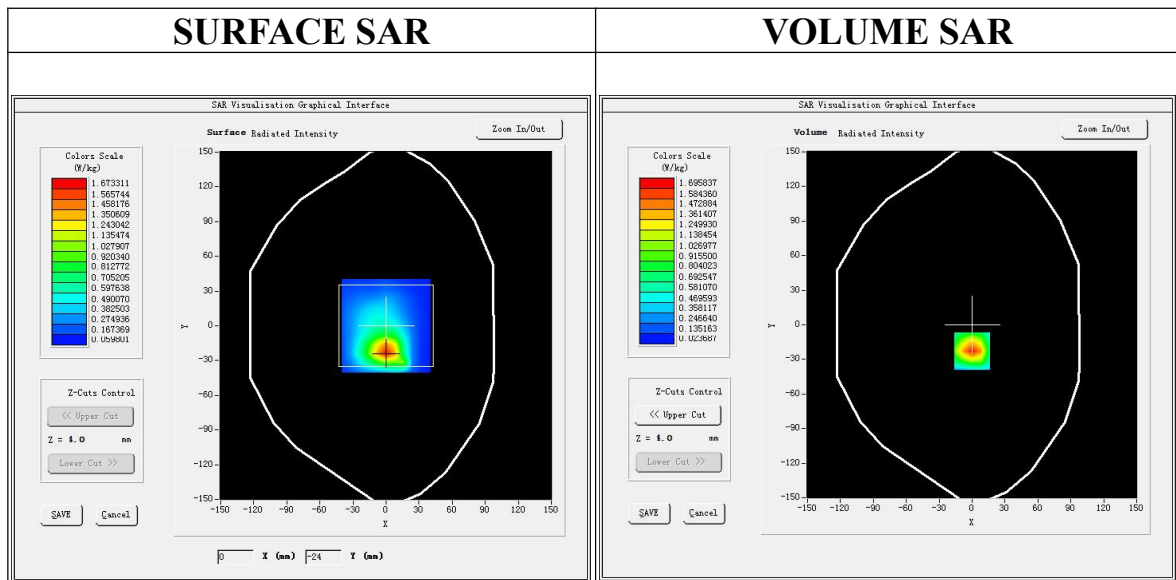 SURFACE SAR
VOLUME SAR
SAR Visualisation Graphical Interface
Surface Radiated Intensity
Zoom In/Out
Colors Scale
(W/kg)
1.673311
1.565744
1.458176
1.350609
1.243042
1.135474
1.027907
0.920340
0.812772
0.705205
0.597638
0.490070
0.382503
0.274936
0.167369
0.059801
150
120
90
60
30
0
-30
-60
-90
-120
-150
Y
-150 -120 -90 -60 -30 0 30 60 90 120 150
X
Z-Cuts Control
<< Upper Cut
Z = 4.0 mm
Lower Cut >>
SAVE Cancel
0 X (mm) -24 Y (mm)
SAR Visualisation Graphical Interface
Volume Radiated Intensity
Zoom In/Out
Colors Scale
(W/kg)
1.695837
1.584360
1.472884
1.361407
1.249930
1.138454
1.026977
0.915500
0.804023
0.692547
0.581070
0.469593
0.358117
0.246640
0.135163
0.023687
150
120
90
60
30
0
-30
-60
-90
-120
-150
Y
-150 -120 -90 -60 -30 0 30 60 90 120 150
X
Z-Cuts Control
<< Upper Cut
Z = 4.0 mm
Lower Cut >>
SAVE Cancel